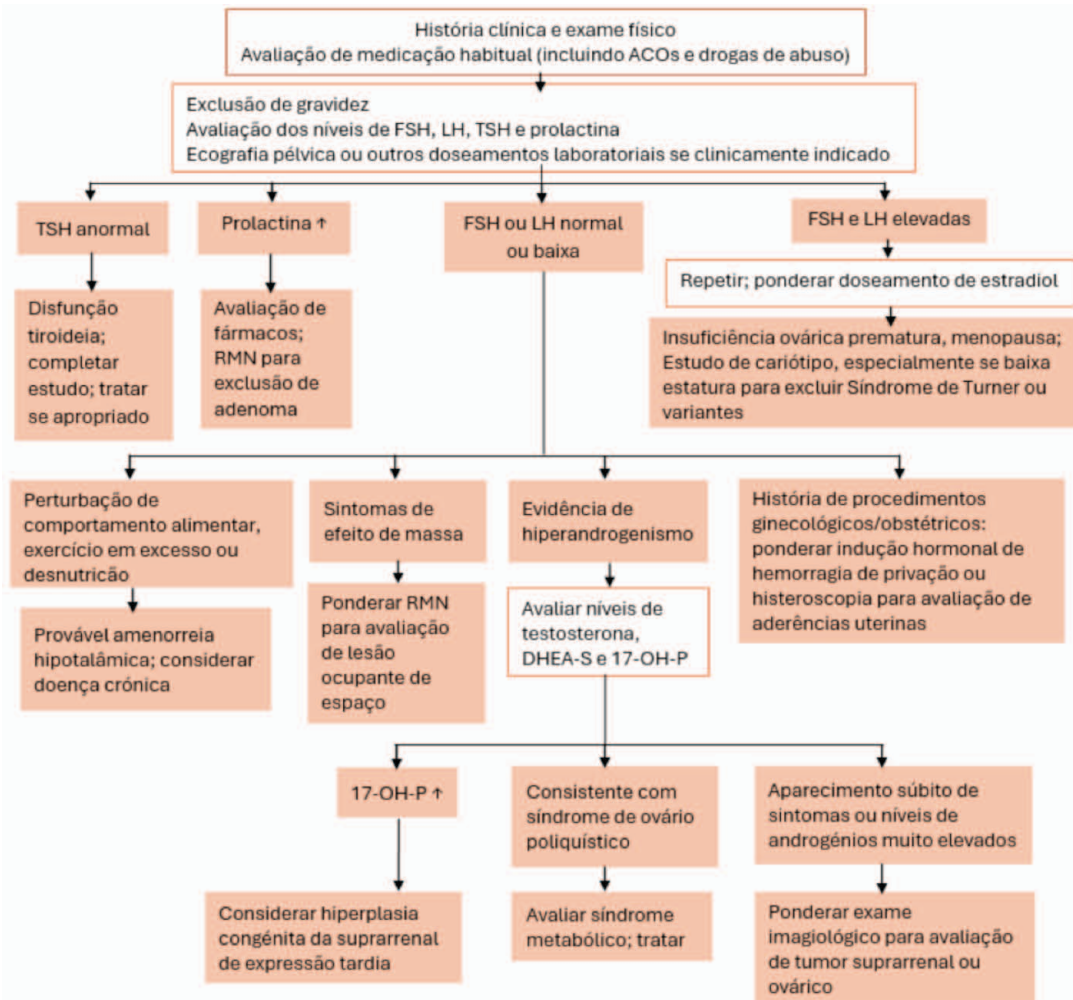 História clínica e exame físico
Avaliação de medicação habitual (incluindo ACOs e drogas de abuso)
Exclusão de gravidez
Avaliação dos níveis de FSH, LH, TSH e prolactina
Ecografia pélvica ou outros doseamentos laboratoriais se clinicamente indicado
TSH anormal
Prolactina ↑
FSH ou LH normal
ou baixa
FSH e LH elevadas
Disfunção
tiroideia;
completar
estudo; tratar
se apropriado
Avaliação de
fármacos;
RMN para
exclusão de
adenoma
Repetir; ponderar doseamento de estradiol
Insuficiência ovárica prematura, menopausa;
Estudo de cariótipo, especialmente se baixa
estatura para excluir Síndrome de Turner ou
variantes
Perturbação de
comportamento alimentar,
exercício em excesso ou
desnutricão
Sintomas de
efeito de massa
Evidência de
hiperandrogenismo
História de procedimentos
ginecológicos/obstétricos:
ponderar indução hormonal de
hemorragia de privação ou
histeroscopia para avaliação de
aderências uterinas
Provável amenorreia
hipotalâmica; considerar
doença crónica
Ponderar RMN
para avaliação
de lesão
ocupante de
espaço
Avaliar níveis de
testosterona,
DHEA-S e 17-OH-P
17-OH-P ↑
Consistente com
síndrome de ovário
poliquístico
Aparecimento súbito de
sintomas ou níveis de
androgénios muito elevados
Considerar hiperplasia
congénita da suprarrenal
de expressão tardia
Avaliar síndrome
metabólico; tratar
Ponderar exame
imagiológico para avaliação
de tumor suprarrenal ou
ovárico